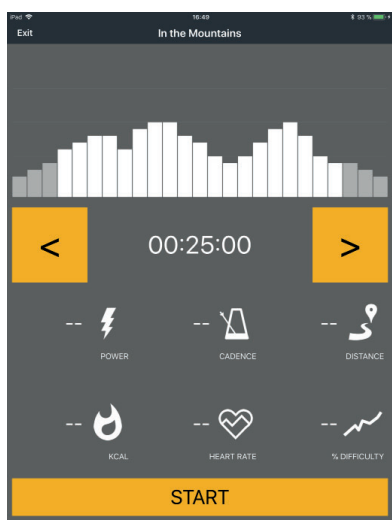 iPad 16:49 93 %
Exit In the Mountains
< 00:25:00 >
-- -- --
POWER CADENCE DISTANCE
-- -- --
KCAL HEART RATE % DIFFICULTY
START